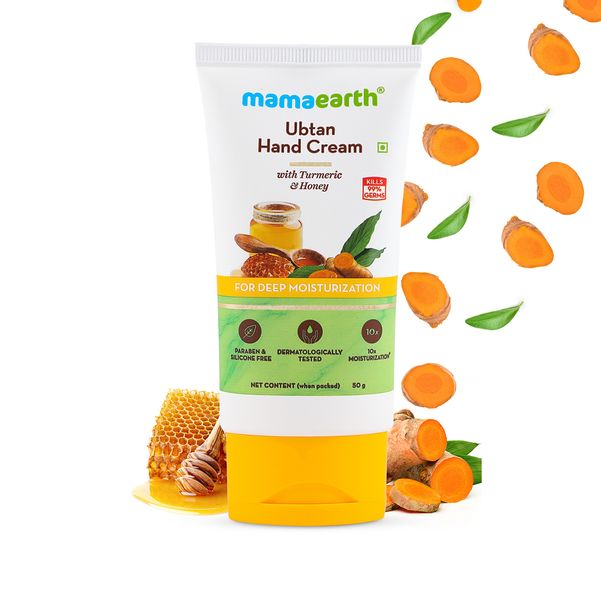 mamaearth®
Ubtan
Hand Cream
with Turmeric
& Honey
KILLS
99%
GERMS
FOR DEEP MOISTURIZATION
PARABEN &
SILICONE FREE
DERMATOLOGICALLY
TESTED
10x
10x
MOISTURIZATION*
NET CONTENT (when packed) 50 g